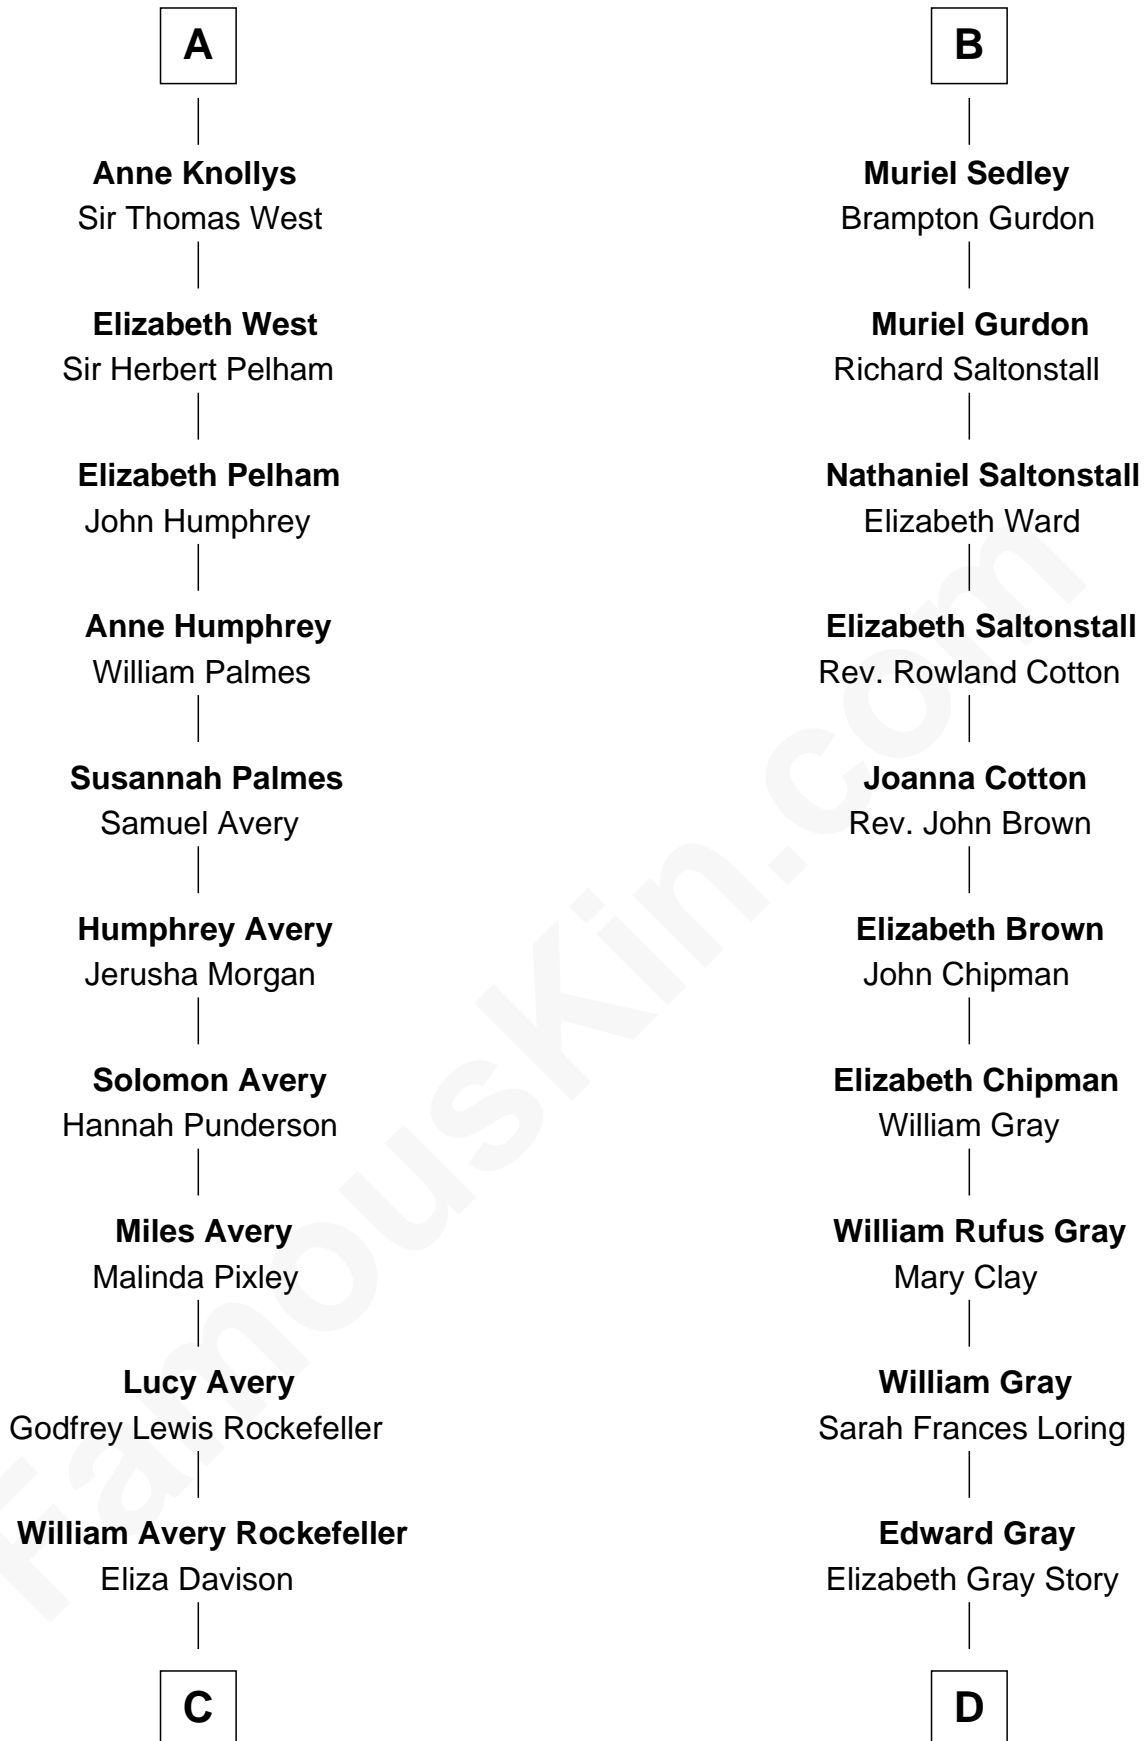 A
Anne Knollys
Sir Thomas West
Elizabeth West
Sir Herbert Pelham
Elizabeth Pelham
John Humphrey
Anne Humphrey
William Palmes
Susannah Palmes
Samuel Avery
Humphrey Avery
Jerusha Morgan
Solomon Avery
Hannah Punderson
Miles Avery
Malinda Pixley
Lucy Avery
Godfrey Lewis Rockefeller
William Avery Rockefeller
Eliza Davison
C
B
Muriel Sedley
Brampton Gurdon
Muriel Gurdon
Richard Saltonstall
Nathaniel Saltonstall
Elizabeth Ward
Elizabeth Saltonstall
Rev. Rowland Cotton
Joanna Cotton
Rev. John Brown
Elizabeth Brown
John Chipman
Elizabeth Chipman
William Gray
William Rufus Gray
Mary Clay
William Gray
Sarah Frances Loring
Edward Gray
Elizabeth Gray Story
D
FamousKin.com